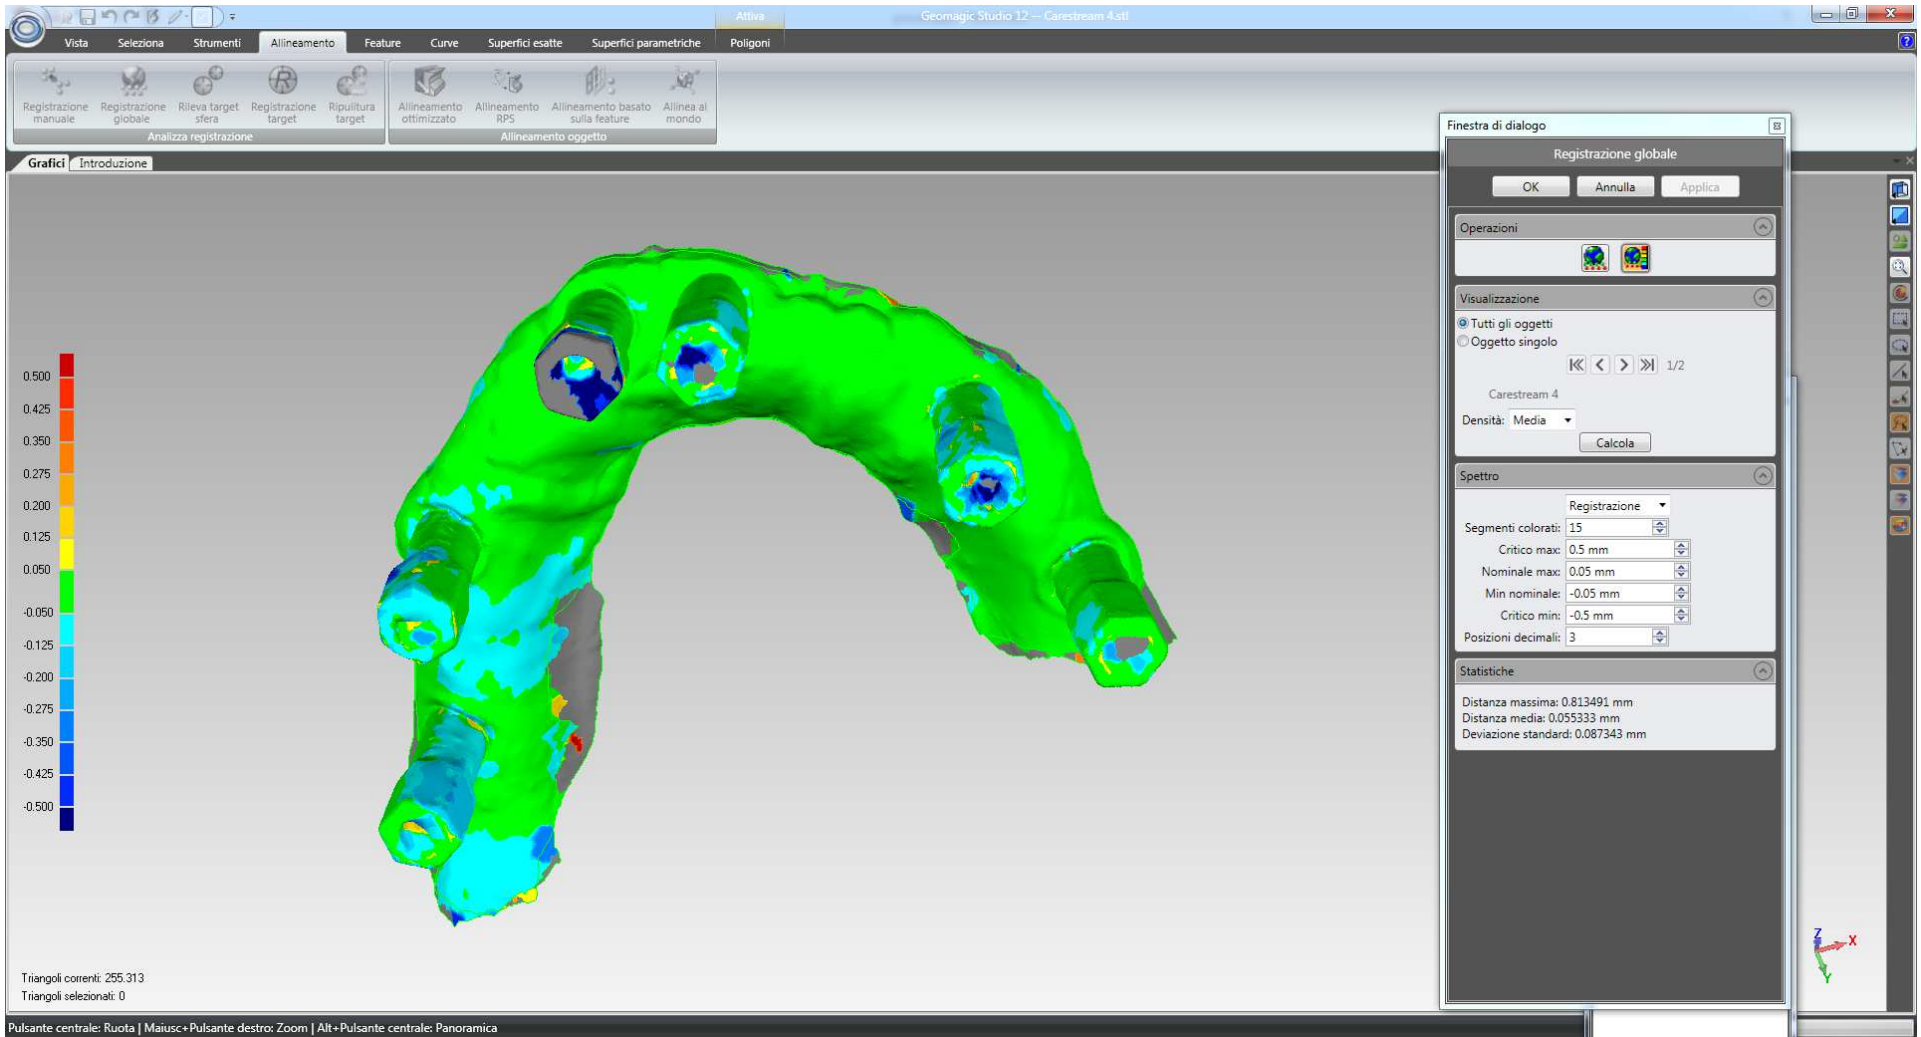 Attiva
Geomagic Studio 12 -- Carestream 4.stl
Vista
Seleziona
Strumenti
Allineamento
Feature
Curve
Superfici esatte
Superfici parametriche
Poligoni
Registrazione manuale
Registrazione globale
Rileva target sfera
Registrazione target
Ripulitura target
Analizza registrazione
Allineamento ottimizzato
Allineamento RPS
Allineamento basato sulla feature
Allinea al mondo
Allineamento oggetto
Grafici
Introduzione
0.500
0.425
0.350
0.275
0.200
0.125
0.050
-0.050
-0.125
-0.200
-0.275
-0.350
-0.425
-0.500
Triangoli correnti: 255.313
Triangoli selezionati: 0
Pulsante centrale: Ruota | Maiusc+Pulsante destro: Zoom | Alt+Pulsante centrale: Panoramica
Finestra di dialogo
Registrazione globale
OK
Annulla
Applica
Operazioni
Visualizzazione
Tutti gli oggetti
Oggetto singolo
1/2
Carestream 4
Densità: Media
Calcola
Spettro
Registrazione
Segmenti colorati: 15
Critico max: 0.5 mm
Nominale max: 0.05 mm
Min nominale: -0.05 mm
Critico min: -0.5 mm
Posizioni decimali: 3
Statistiche
Distanza massima: 0.813491 mm
Distanza media: 0.055333 mm
Deviazione standard: 0.087343 mm
Z
X
Y